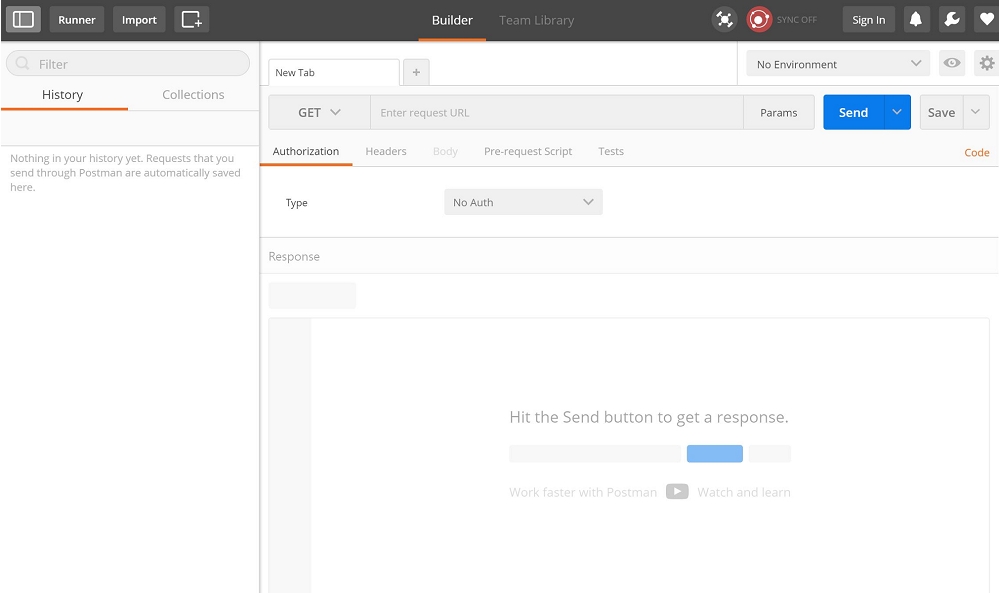 Runner Import Builder Team Library SYNC OFF Sign In
Filter
History Collections
Nothing in your history yet. Requests that you
send through Postman are automatically saved
here.
New Tab + No Environment
GET Enter request URL Params Send Save
Authorization Headers Body Pre-request Script Tests Code
Type No Auth
Response
Hit the Send button to get a response.
Work faster with Postman Watch and learn